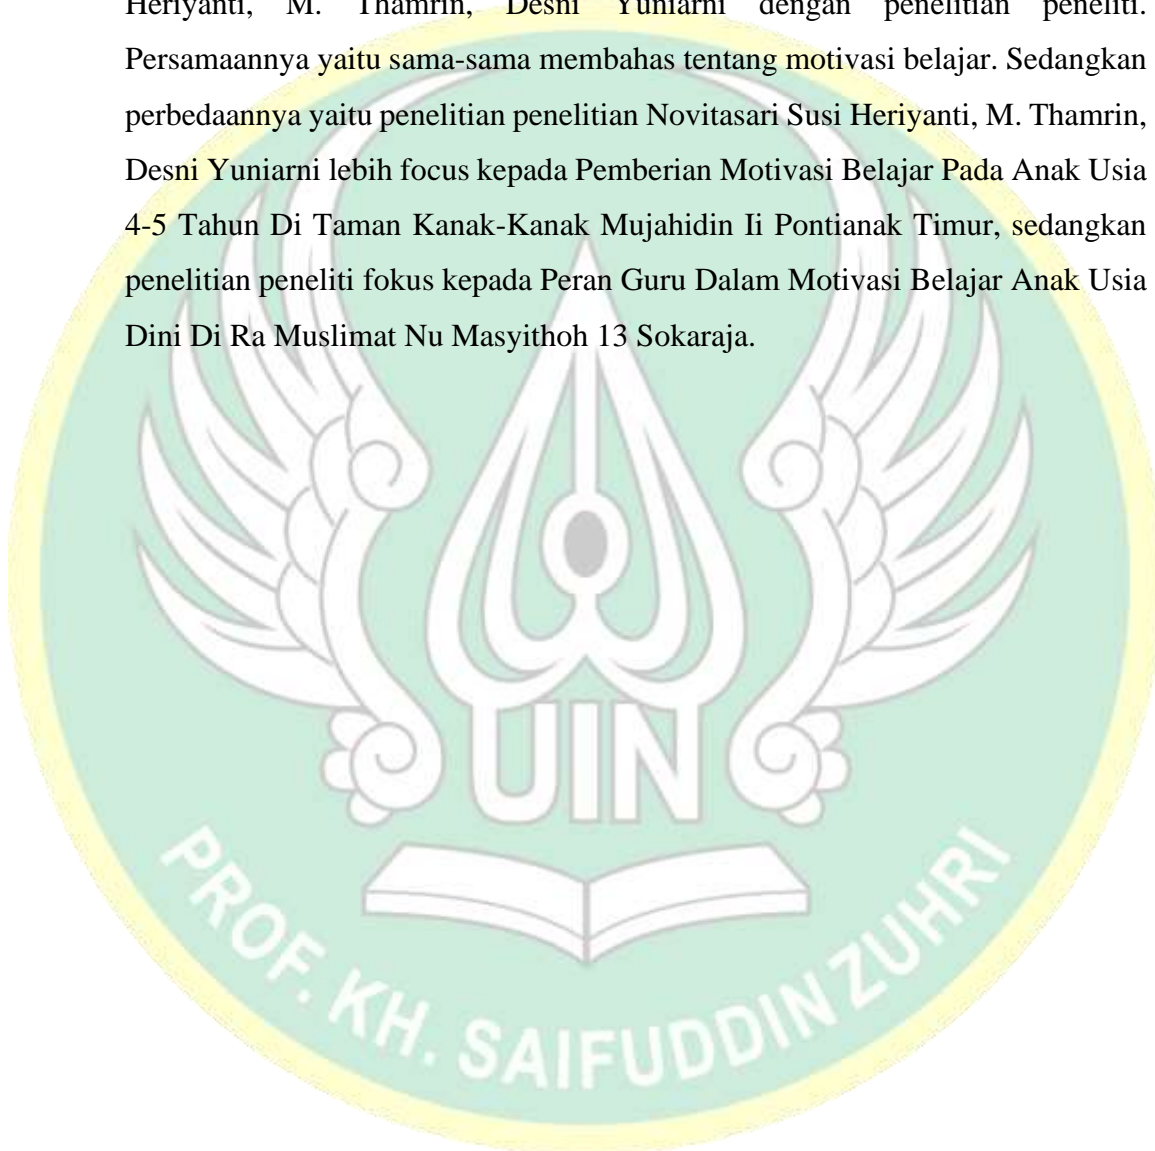 Heriyanti, M. Thamrin, Desni Yuniarni dengan penelitian peneliti.
Persamaannya yaitu sama-sama membahas tentang motivasi belajar. Sedangkan
perbedaannya yaitu penelitian penelitian Novitasari Susi Heriyanti, M. Thamrin,
Desni Yuniarni lebih focus kepada Pemberian Motivasi Belajar Pada Anak Usia
4-5 Tahun Di Taman Kanak-Kanak Mujahidin Ii Pontianak Timur, sedangkan
penelitian peneliti fokus kepada Peran Guru Dalam Motivasi Belajar Anak Usia
Dini Di Ra Muslimat Nu Masyithoh 13 Sokaraja.
UIN
PROF. KH. SAIFUDDIN ZUHRI